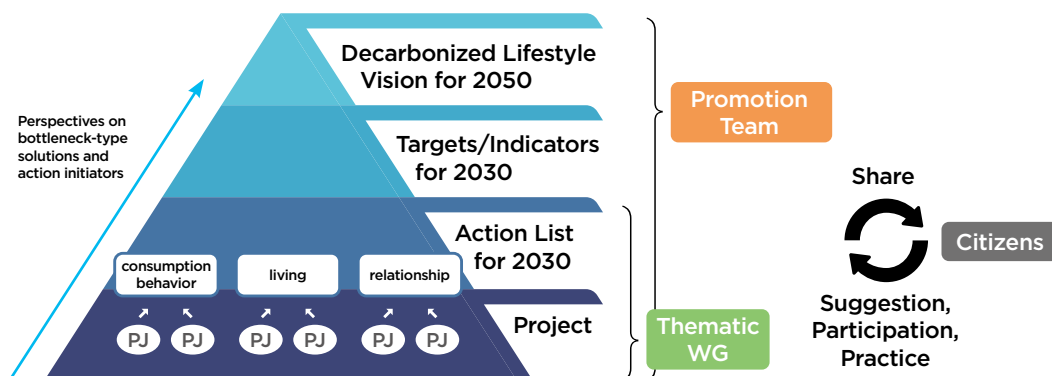 Decarbonized Lifestyle
Vision for 2050
Targets/Indicators
for 2030
Action List
for 2030
Project
Perspectives on
bottleneck-type
solutions and
action initiators
consumption
behavior
living
relationship
PJ
PJ
PJ
PJ
PJ
PJ
Promotion
Team
Thematic
WG
Share
Citizens
Suggestion,
Participation,
Practice